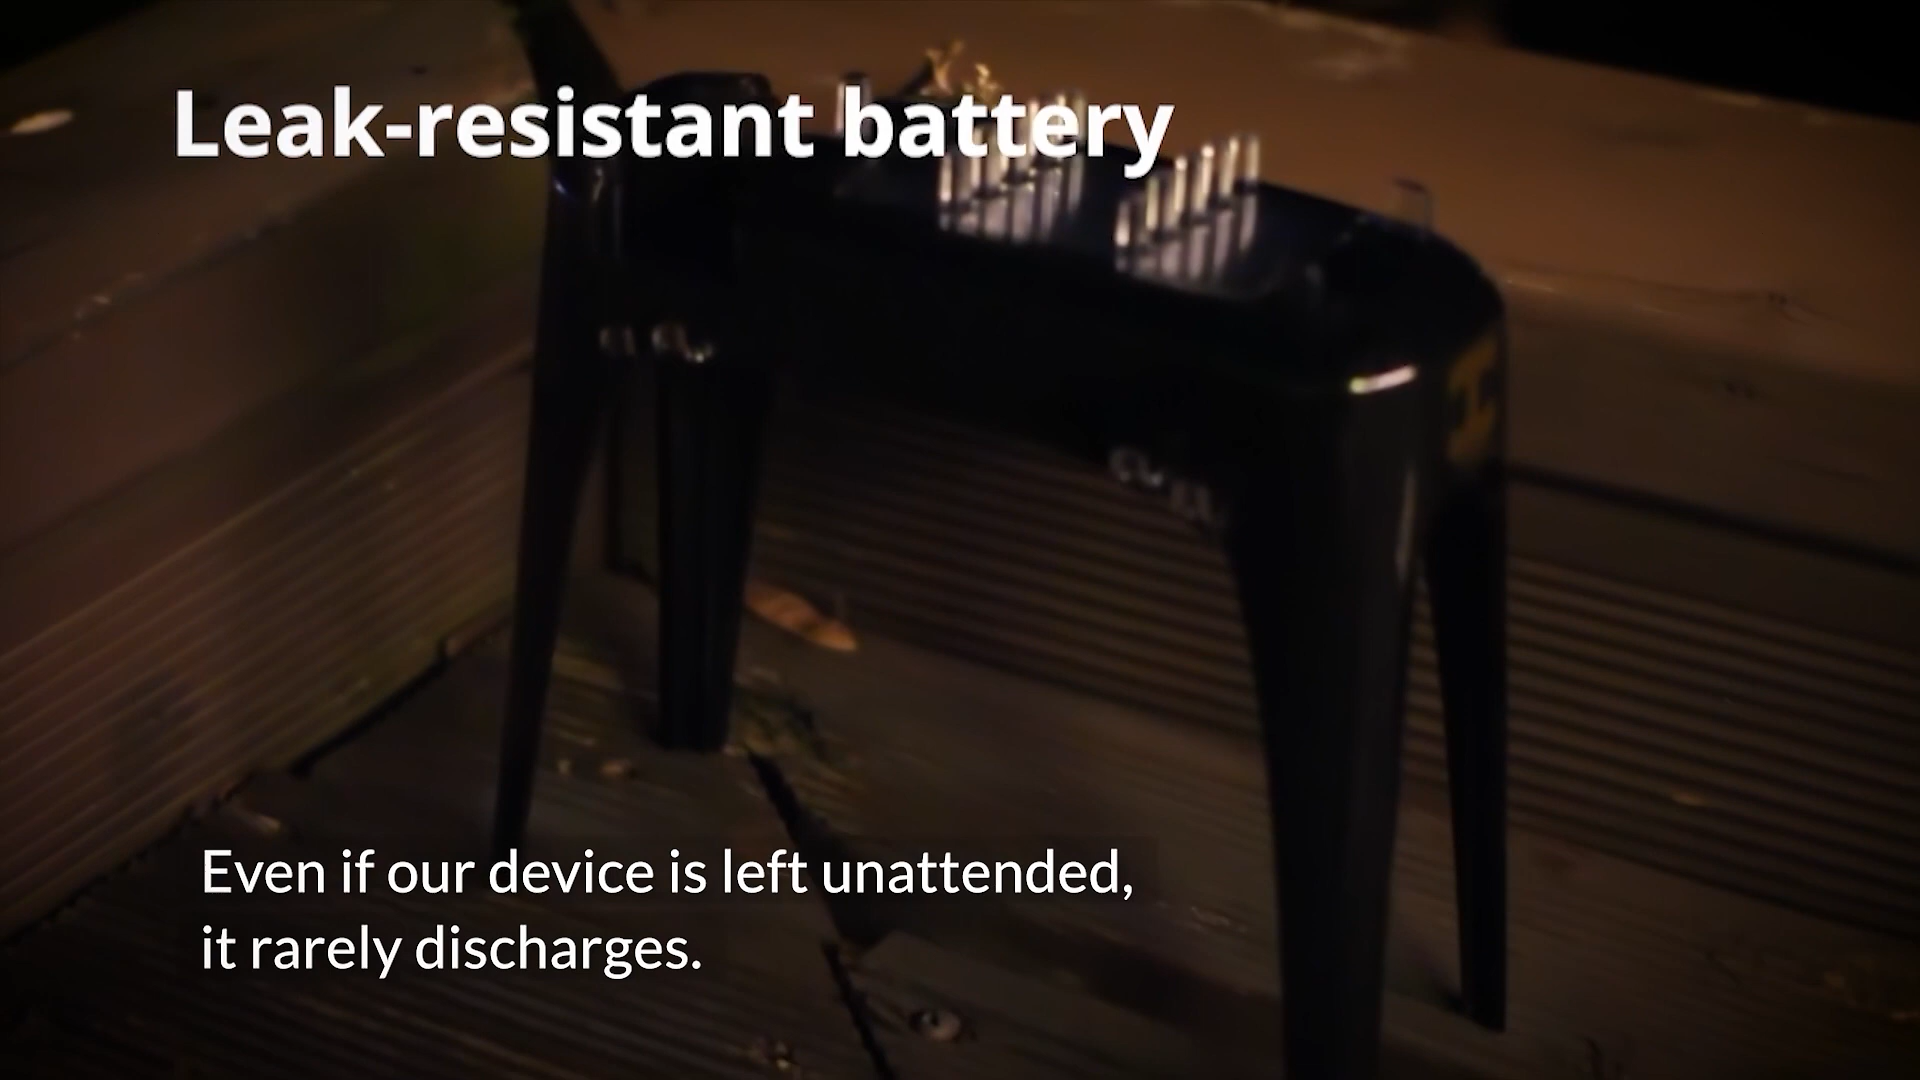 Leak-resistant battery
Even if our device is left unattended,
it rarely discharges.